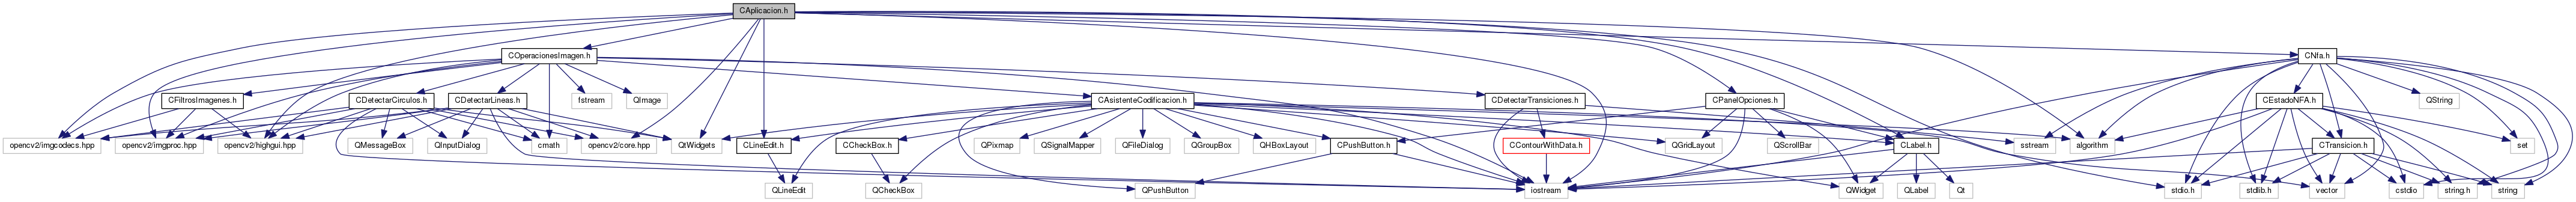 CAplicacion.h
COperacionesImagen.h
CNfa.h
CFiltrosImagenes.h
CDetectarCirculos.h
CDetectarLineas.h
fstream
QImage
CAsistenteCodificacion.h
CDetectarTransiciones.h
CPanelOpciones.h
CEstadoNFA.h
QString
opencv2/imgcodecs.hpp
opencv2/imgproc.hpp
opencv2/highgui.hpp
QMessageBox
QInputDialog
cmath
opencv2/core.hpp
QtWidgets
CLineEdit.h
CCheckBox.h
QPixmap
QSignalMapper
QFileDialog
QGroupBox
QHBoxLayout
CPushButton.h
CContourWithData.h
QGridLayout
QScrollBar
CLabel.h
sstream
algorithm
CTransicion.h
set
QLineEdit
QCheckBox
QPushButton
iostream
QWidget
QLabel
Qt
stdio.h
stdlib.h
vector
cstdio
string.h
string